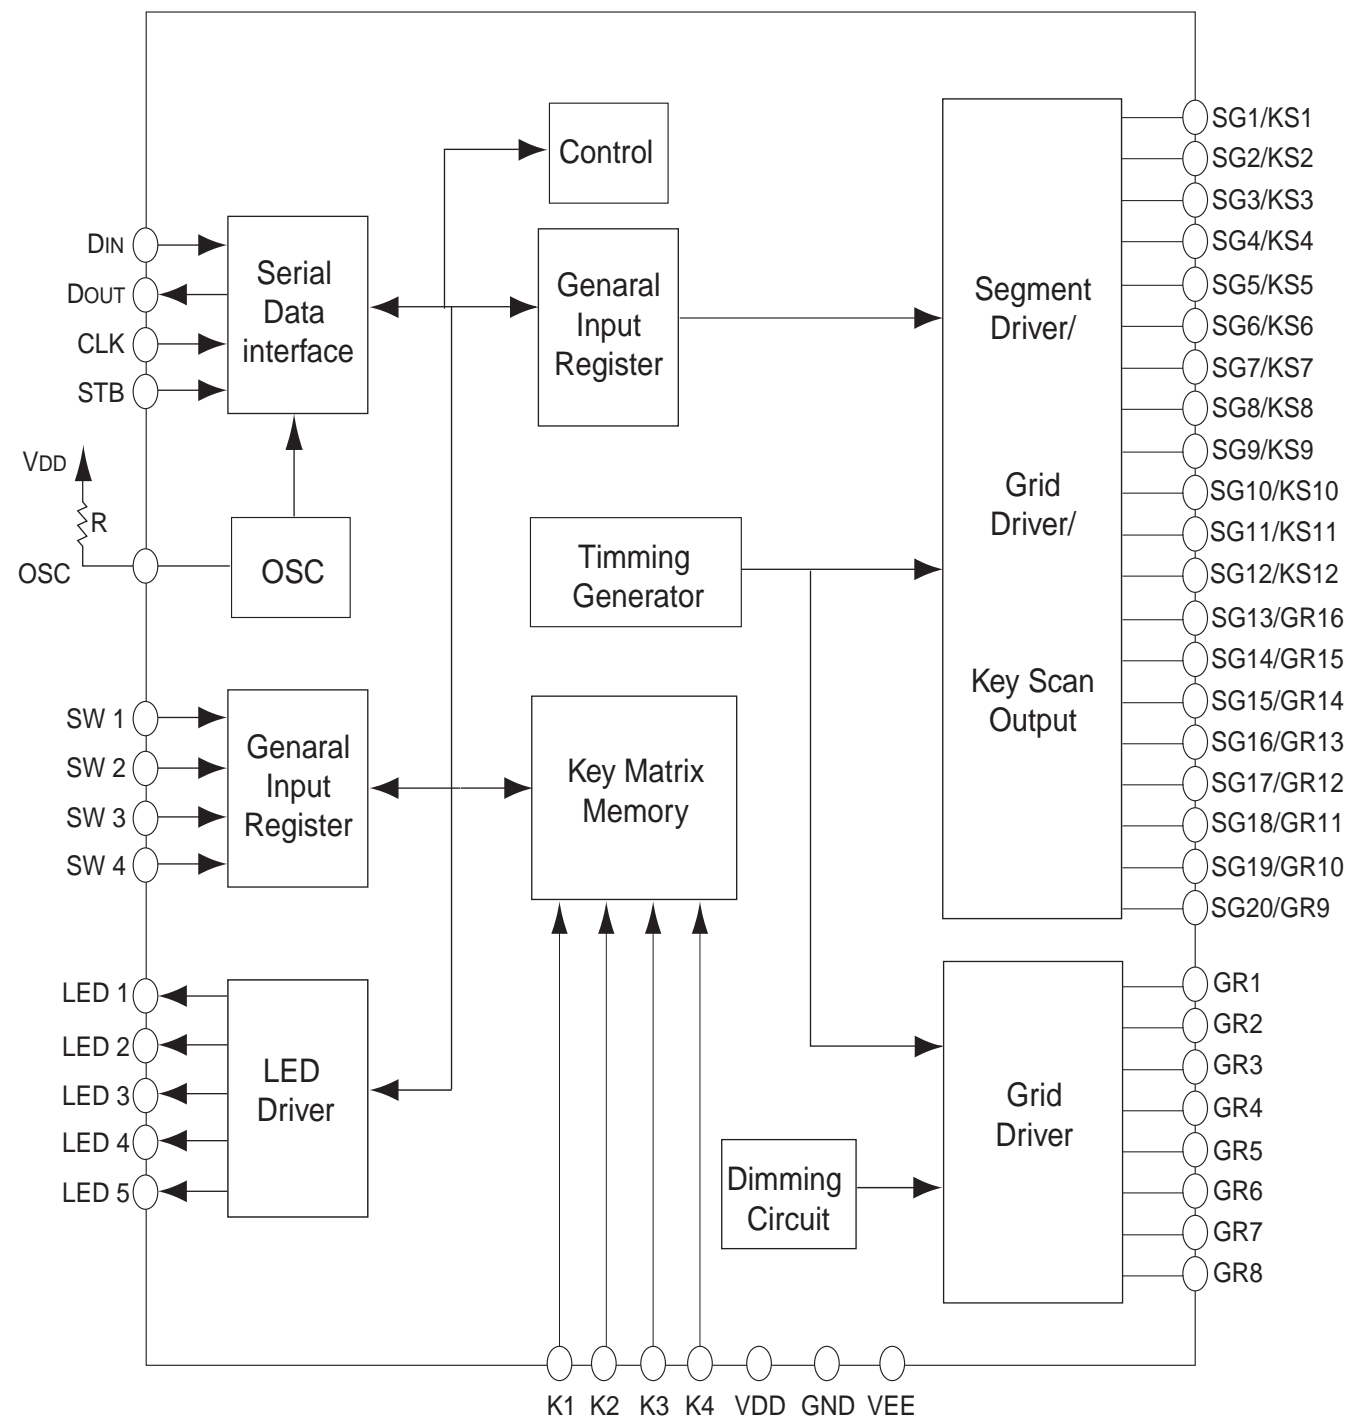 DIN
DOUT
CLK
STB
VDD
R
OSC
SW 1
SW 2
SW 3
SW 4
LED 1
LED 2
LED 3
LED 4
LED 5
Serial
Data
interface
OSC
Genaral
Input
Register
LED
Driver
Control
Genaral
Input
Register
Timming
Generator
Key Matrix
Memory
Dimming
Circuit
Segment
Driver/
Grid
Driver/
Key Scan
Output
Grid
Driver
SG1/KS1
SG2/KS2
SG3/KS3
SG4/KS4
SG5/KS5
SG6/KS6
SG7/KS7
SG8/KS8
SG9/KS9
SG10/KS10
SG11/KS11
SG12/KS12
SG13/GR16
SG14/GR15
SG15/GR14
SG16/GR13
SG17/GR12
SG18/GR11
SG19/GR10
SG20/GR9
GR1
GR2
GR3
GR4
GR5
GR6
GR7
GR8
K1 K2 K3 K4 VDD GND VEE